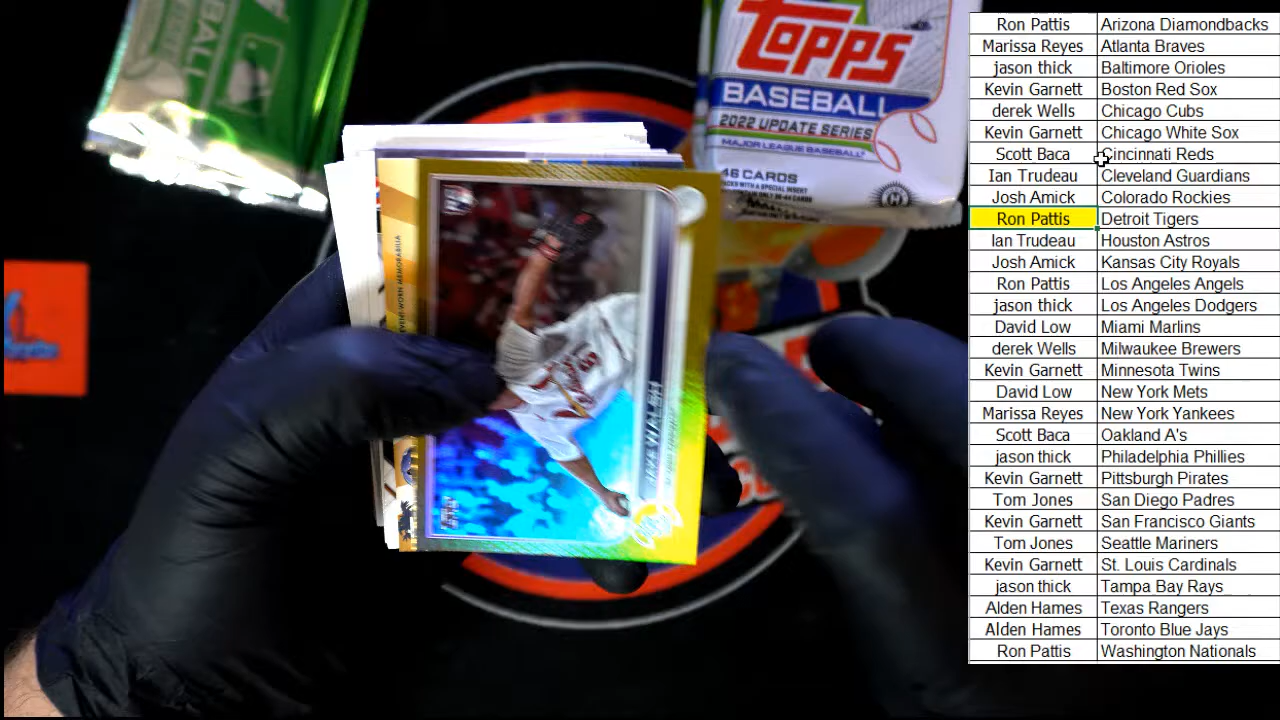 TOPPS
BASEBALL
2022 UPDATE SERIES
MAJOR LEAGUE BASEBALL
46 CARDS
EVENT-WORN MEMORABILIA
JAKE WALSH
Ron Pattis Arizona Diamondbacks
Marissa Reyes Atlanta Braves
jason thick Baltimore Orioles
Kevin Garnett Boston Red Sox
derek Wells Chicago Cubs
Kevin Garnett Chicago White Sox
Scott Baca Cincinnati Reds
Ian Trudeau Cleveland Guardians
Josh Amick Colorado Rockies
Ron Pattis Detroit Tigers
Ian Trudeau Houston Astros
Josh Amick Kansas City Royals
Ron Pattis Los Angeles Angels
jason thick Los Angeles Dodgers
David Low Miami Marlins
derek Wells Milwaukee Brewers
Kevin Garnett Minnesota Twins
David Low New York Mets
Marissa Reyes New York Yankees
Scott Baca Oakland A's
jason thick Philadelphia Phillies
Kevin Garnett Pittsburgh Pirates
Tom Jones San Diego Padres
Kevin Garnett San Francisco Giants
Tom Jones Seattle Mariners
Kevin Garnett St. Louis Cardinals
jason thick Tampa Bay Rays
Alden Hames Texas Rangers
Alden Hames Toronto Blue Jays
Ron Pattis Washington Nationals